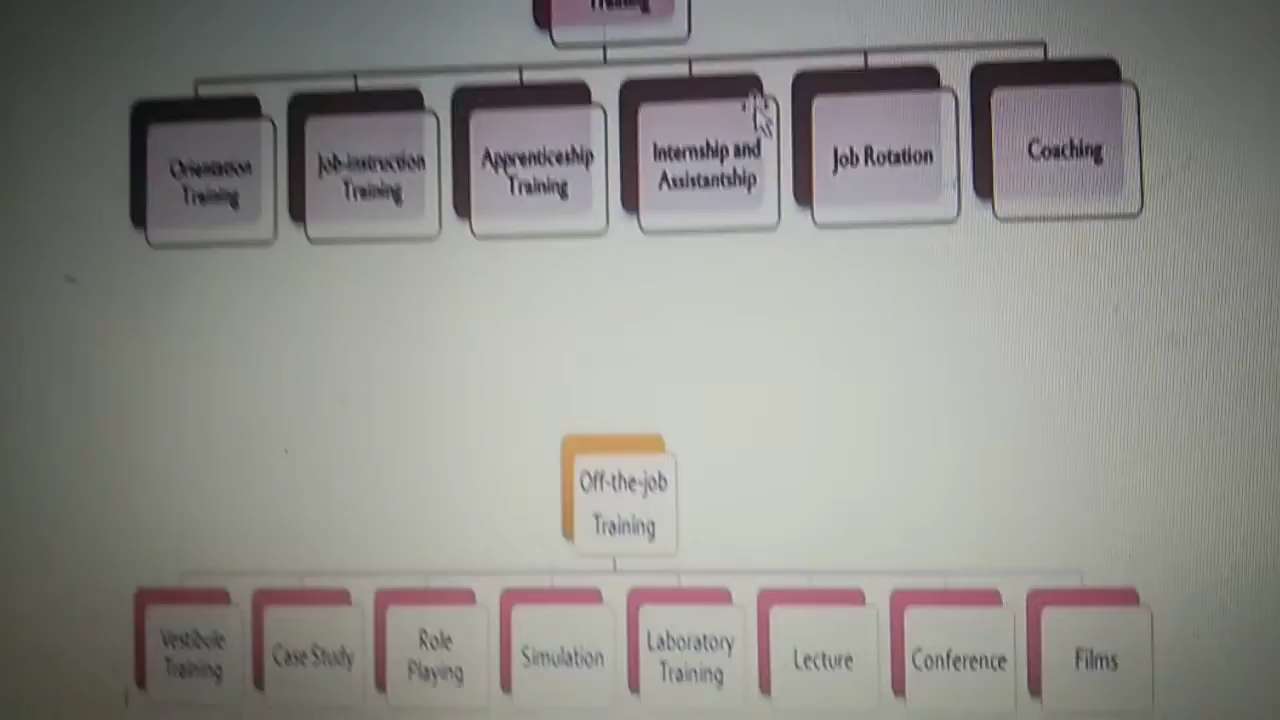 Training
Orientation
Training
Job-instruction
Training
Apprenticeship
Training
Internship and
Assistantship
Job Rotation
Coaching
Off-the-job
Training
Vestibule
Training
Case Study
Role
Playing
Simulation
Laboratory
Training
Lecture
Conference
Films